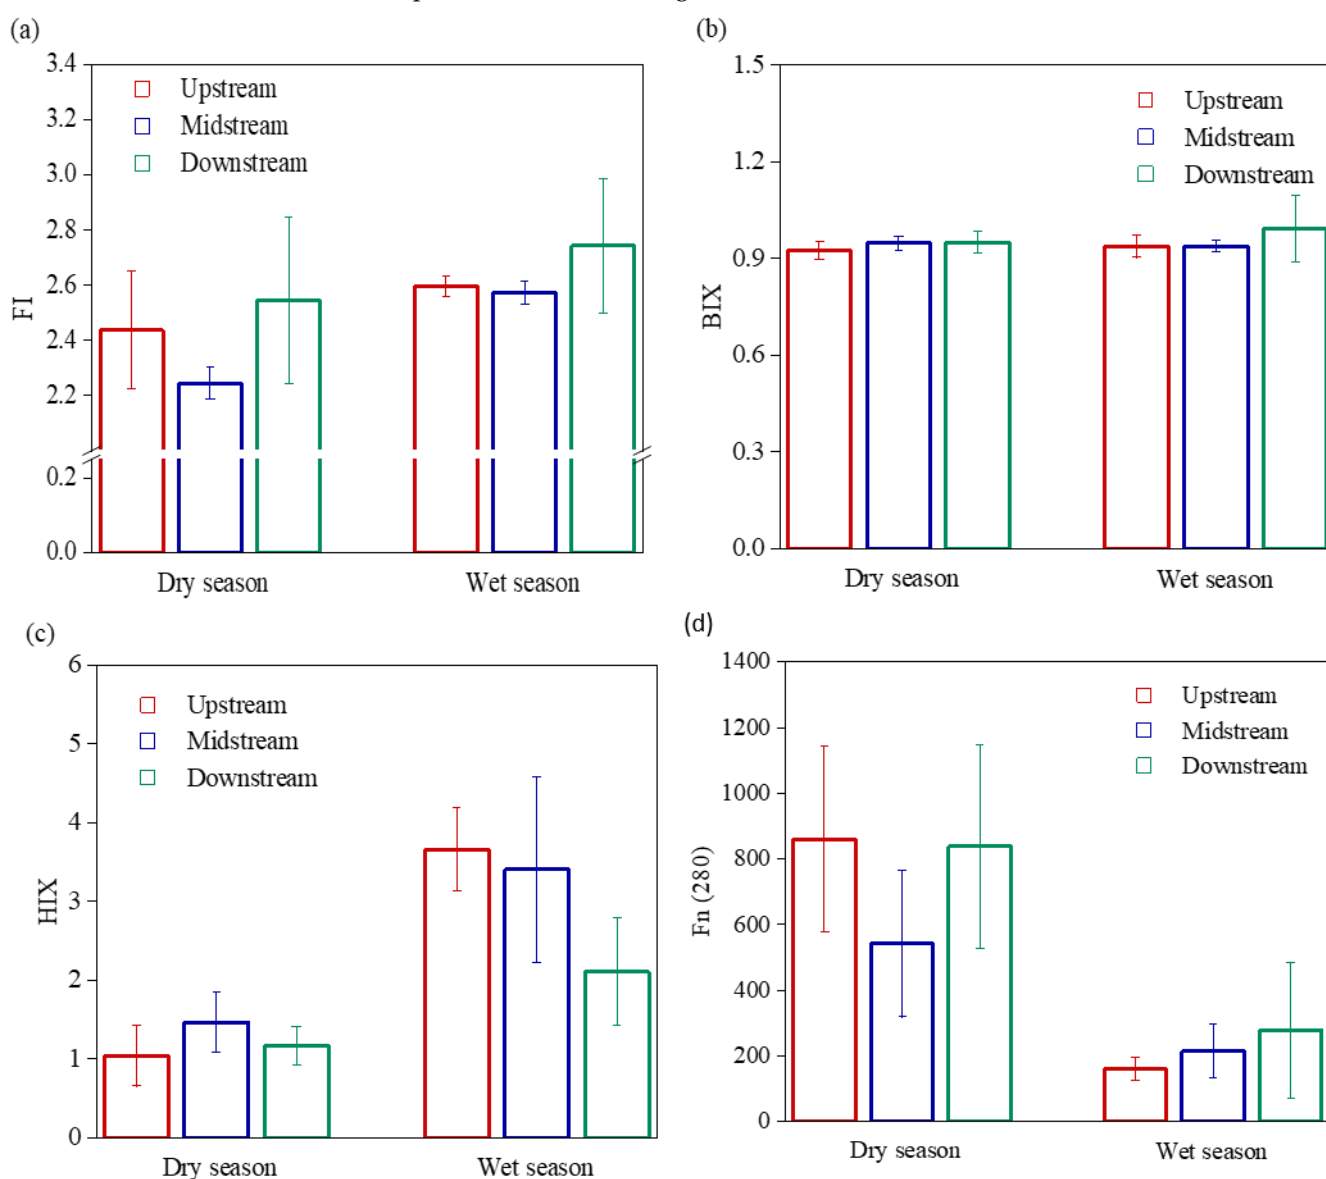 (a)
3.4
3.2
3.0
2.8
2.6
2.4
2.2
0.2
0.0
FI
Upstream
Midstream
Downstream
Dry season
Wet season
(b)
1.5
1.2
0.9
0.6
0.3
0.0
BIX
Upstream
Midstream
Downstream
Dry season
Wet season
(c)
6
5
4
3
2
1
0
HIX
Upstream
Midstream
Downstream
Dry season
Wet season
(d)
1400
1200
1000
800
600
400
200
0
Fn (280)
Upstream
Midstream
Downstream
Dry season
Wet season